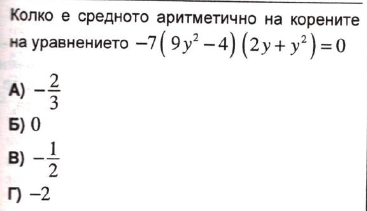 Колко е средното аритметично на корените
на уравнението −7(9y² − 4)(2y + y²) = 0
А) −2/3
Б) 0
В) −1/2
Г) −2